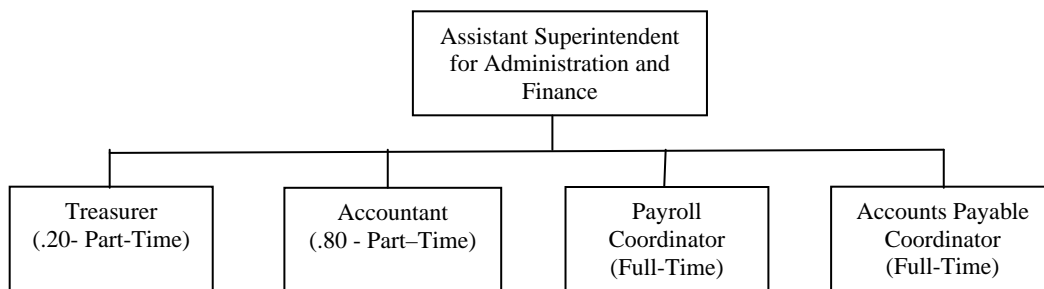 Assistant Superintendent
for Administration and
Finance
Treasurer
(.20- Part-Time)
Accountant
(.80 - Part–Time)
Payroll
Coordinator
(Full-Time)
Accounts Payable
Coordinator
(Full-Time)